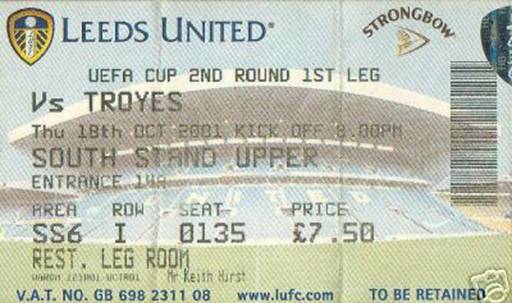 LEEDS UNITED
STRONGBOW
UEFA CUP 2ND ROUND 1ST LEG
Vs TROYES
Thu 18th OCT 2001 KICK OFF 8.00PM
SOUTH STAND UPPER
ENTRANCE 14A
AREA ROW SEAT PRICE
SS6 I 0135 £7.50
REST. LEG ROOM
Mr Keith Hirst
V.A.T. NO. GB 698 2311 08 www.lufc.com TO BE RETAINED